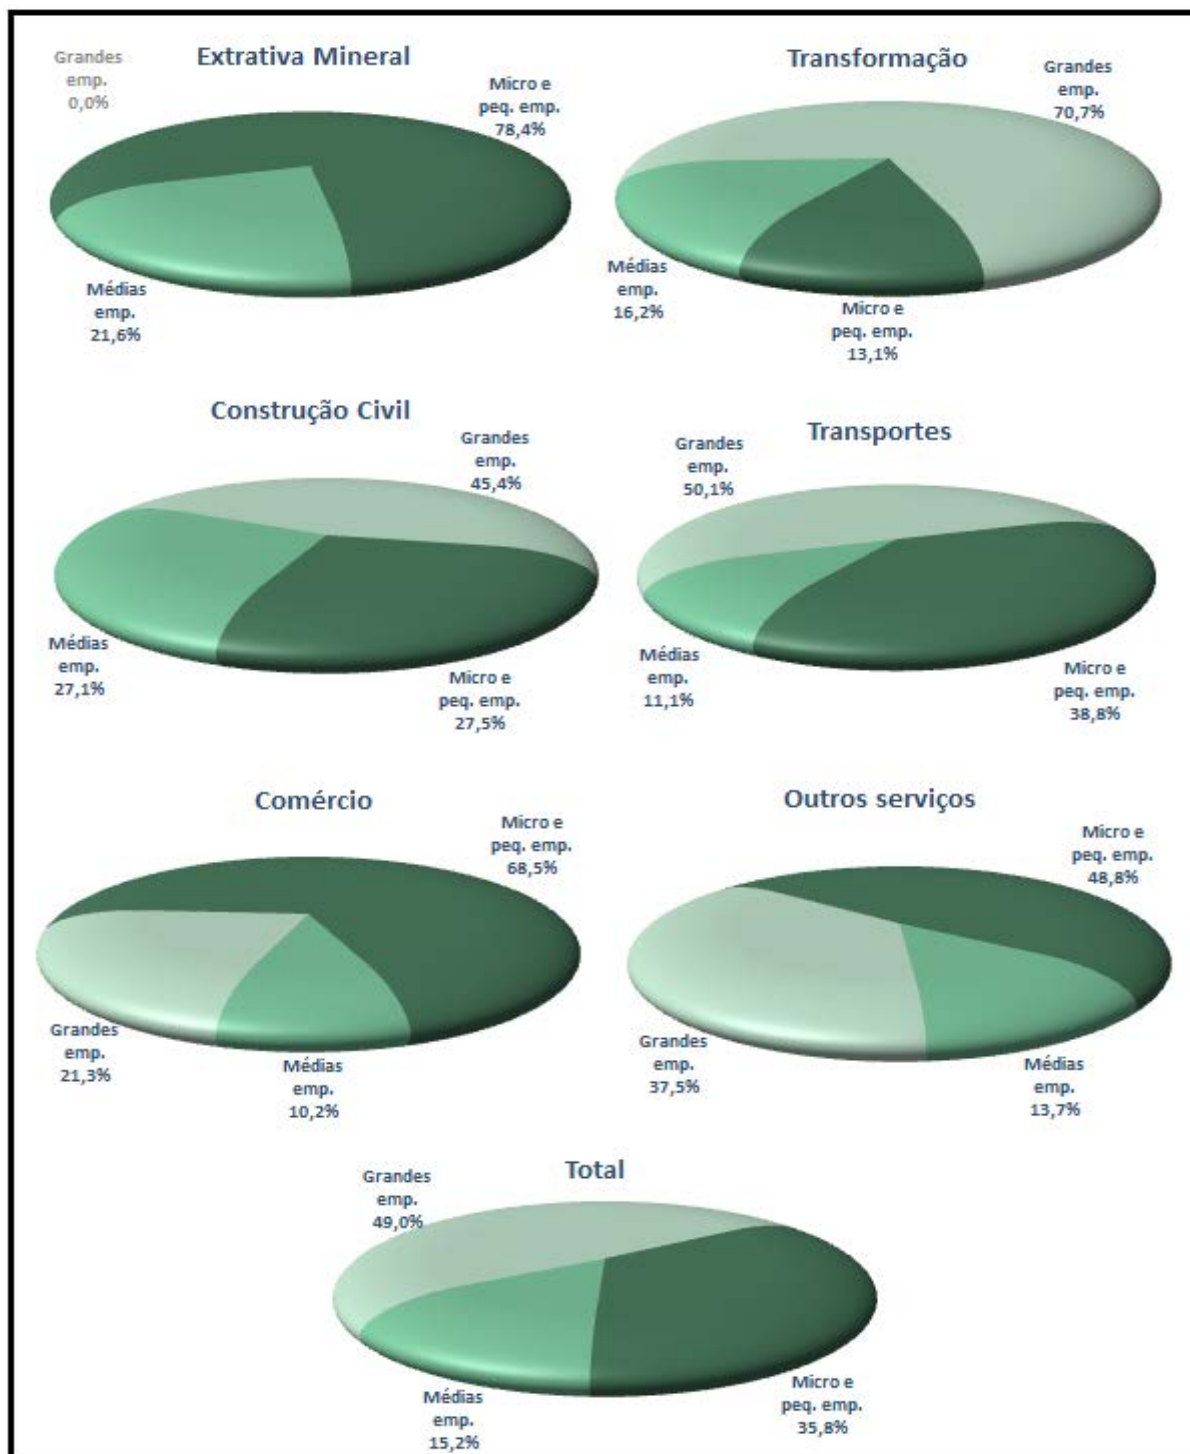 Extrativa Mineral
Grandes
emp.
0,0%
Micro e
peq. emp.
78,4%
Médias
emp.
21,6%
Transformação
Grandes
emp.
70,7%
Médias
emp.
16,2%
Micro e
peq. emp.
13,1%
Construção Civil
Grandes
emp.
45,4%
Médias
emp.
27,1%
Micro e
peq. emp.
27,5%
Transportes
Grandes
emp.
50,1%
Médias
emp.
11,1%
Micro e
peq. emp.
38,8%
Comércio
Micro e
peq. emp.
68,5%
Grandes
emp.
21,3%
Médias
emp.
10,2%
Outros serviços
Micro e
peq. emp.
48,8%
Grandes
emp.
37,5%
Médias
emp.
13,7%
Total
Grandes
emp.
49,0%
Médias
emp.
15,2%
Micro e
peq. emp.
35,8%